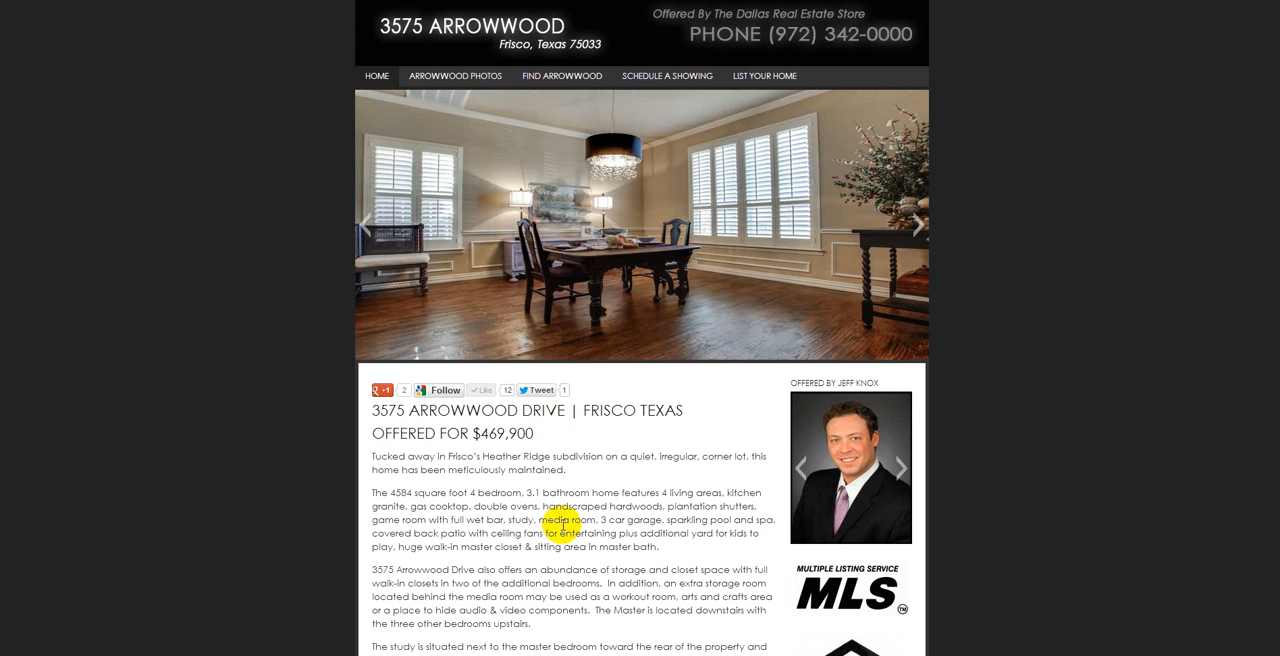 3575 ARROWWOOD
Frisco, Texas 75033
Offered By The Dallas Real Estate Store
PHONE (972) 342-0000
HOME ARROWWOOD PHOTOS FIND ARROWWOOD SCHEDULE A SHOWING LIST YOUR HOME
+1 2 Follow Like 12 Tweet 1
3575 ARROWWOOD DRIVE | FRISCO TEXAS
OFFERED FOR $469,900
Tucked away in Frisco's Heather Ridge subdivision on a quiet, irregular, corner lot, this
home has been meticulously maintained.
The 4584 square foot 4 bedroom, 3.1 bathroom home features 4 living areas, kitchen
granite, gas cooktop, double ovens, handscraped hardwoods, plantation shutters,
game room with full wet bar, study, media room, 3 car garage, sparkling pool and spa,
covered back patio with ceiling fans for entertaining plus additional yard for kids to
play, huge walk-in master closet & sitting area in master bath.
3575 Arrowwood Drive also offers an abundance of storage and closet space with full
walk-in closets in two of the additional bedrooms. In addition, an extra storage room
located behind the media room may be used as a workout room, arts and crafts area
or a place to hide audio & video components. The Master is located downstairs with
the three other bedrooms upstairs.
The study is situated next to the master bedroom toward the rear of the property and
OFFERED BY JEFF KNOX
MULTIPLE LISTING SERVICE
MLS TM